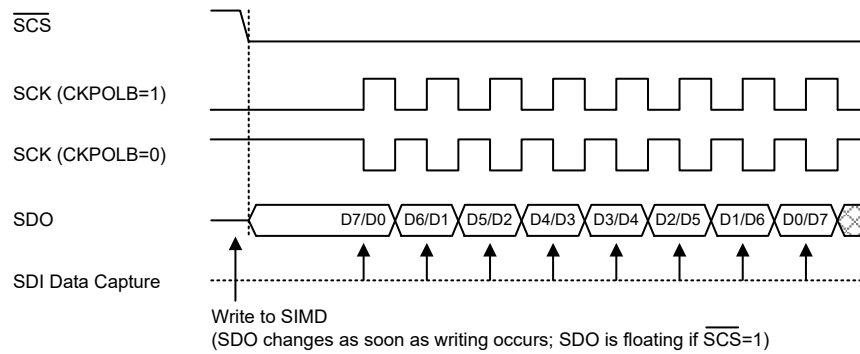 SCS
SCK (CKPOLB=1)
SCK (CKPOLB=0)
SDO D7/D0 D6/D1 D5/D2 D4/D3 D3/D4 D2/D5 D1/D6 D0/D7
SDI Data Capture
Write to SIMD
(SDO changes as soon as writing occurs; SDO is floating if SCS=1)